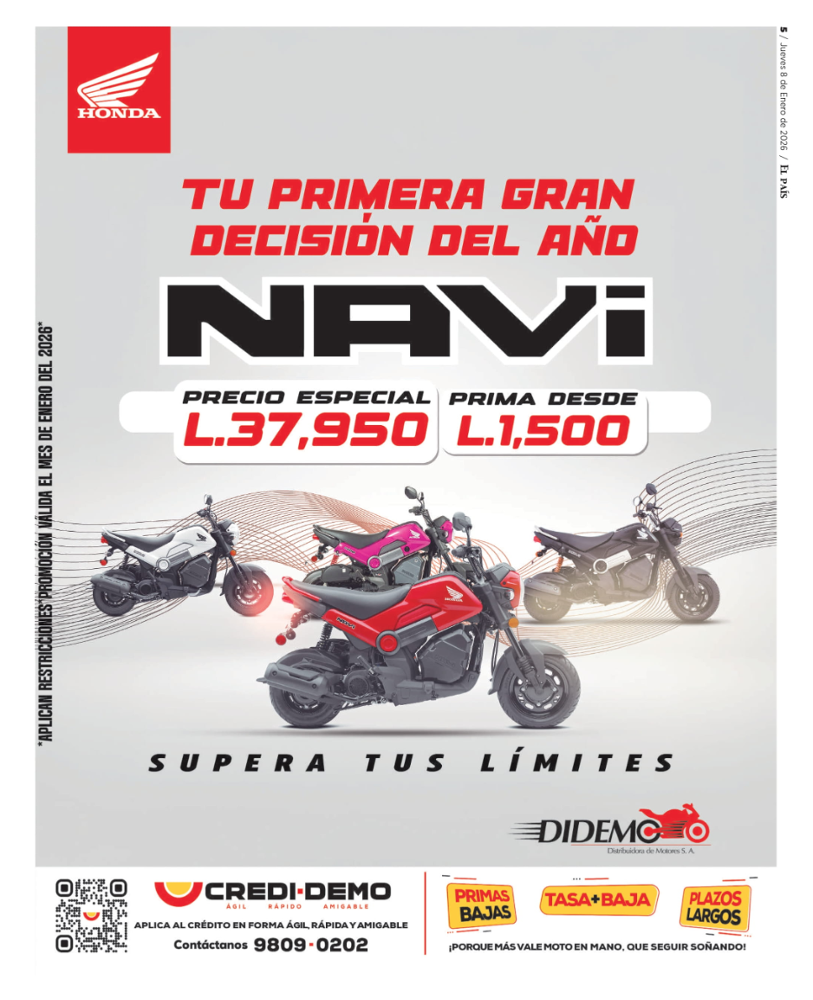 5 / Jueves 8 de Enero de 2026 / EL PAÍS
HONDA
TU PRIMERA GRAN
DECISIÓN DEL AÑO
NAVi
PRECIO ESPECIAL
L.37,950
PRIMA DESDE
L.1,500
*APLICAN RESTRICCIONES*PROMOCIÓN VALIDA EL MES DE ENERO DEL 2026*
SUPERA TUS LÍMITES
DIDEMO
Distribuidora de Motores S. A.
CREDI-DEMO
ÁGIL RÁPIDO AMIGABLE
APLICA AL CRÉDITO EN FORMA ÁGIL, RÁPIDA Y AMIGABLE
Contáctanos 9809-0202
PRIMAS
BAJAS
TASA+BAJA
PLAZOS
LARGOS
¡PORQUE MÁS VALE MOTO EN MANO, QUE SEGUIR SOÑANDO!